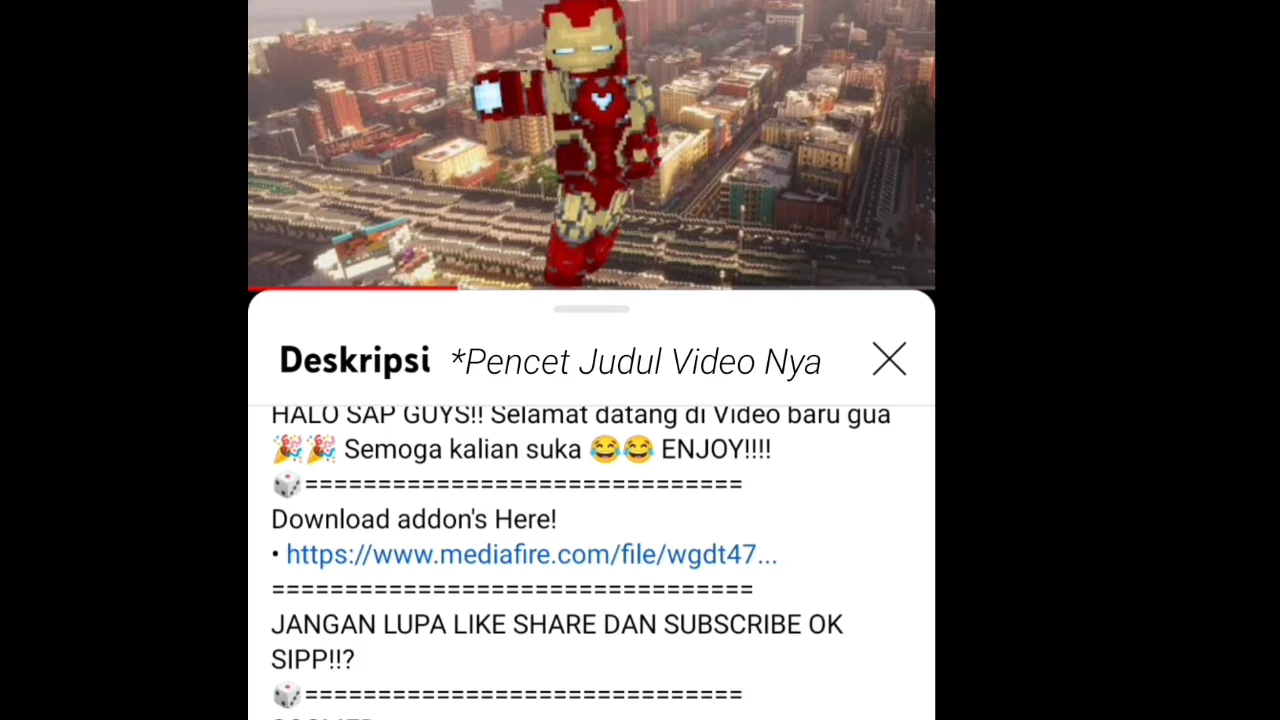 Deskripsi *Pencet Judul Video Nya
HALO SAP GUYS!! Selamat datang di Video baru gua
🎉🎉 Semoga kalian suka 😂😂 ENJOY!!!!
🎲==============================
Download addon's Here!
• https://www.mediafire.com/file/wgdt47...
=================================
JANGAN LUPA LIKE SHARE DAN SUBSCRIBE OK
SIPP!!?
🎲==============================